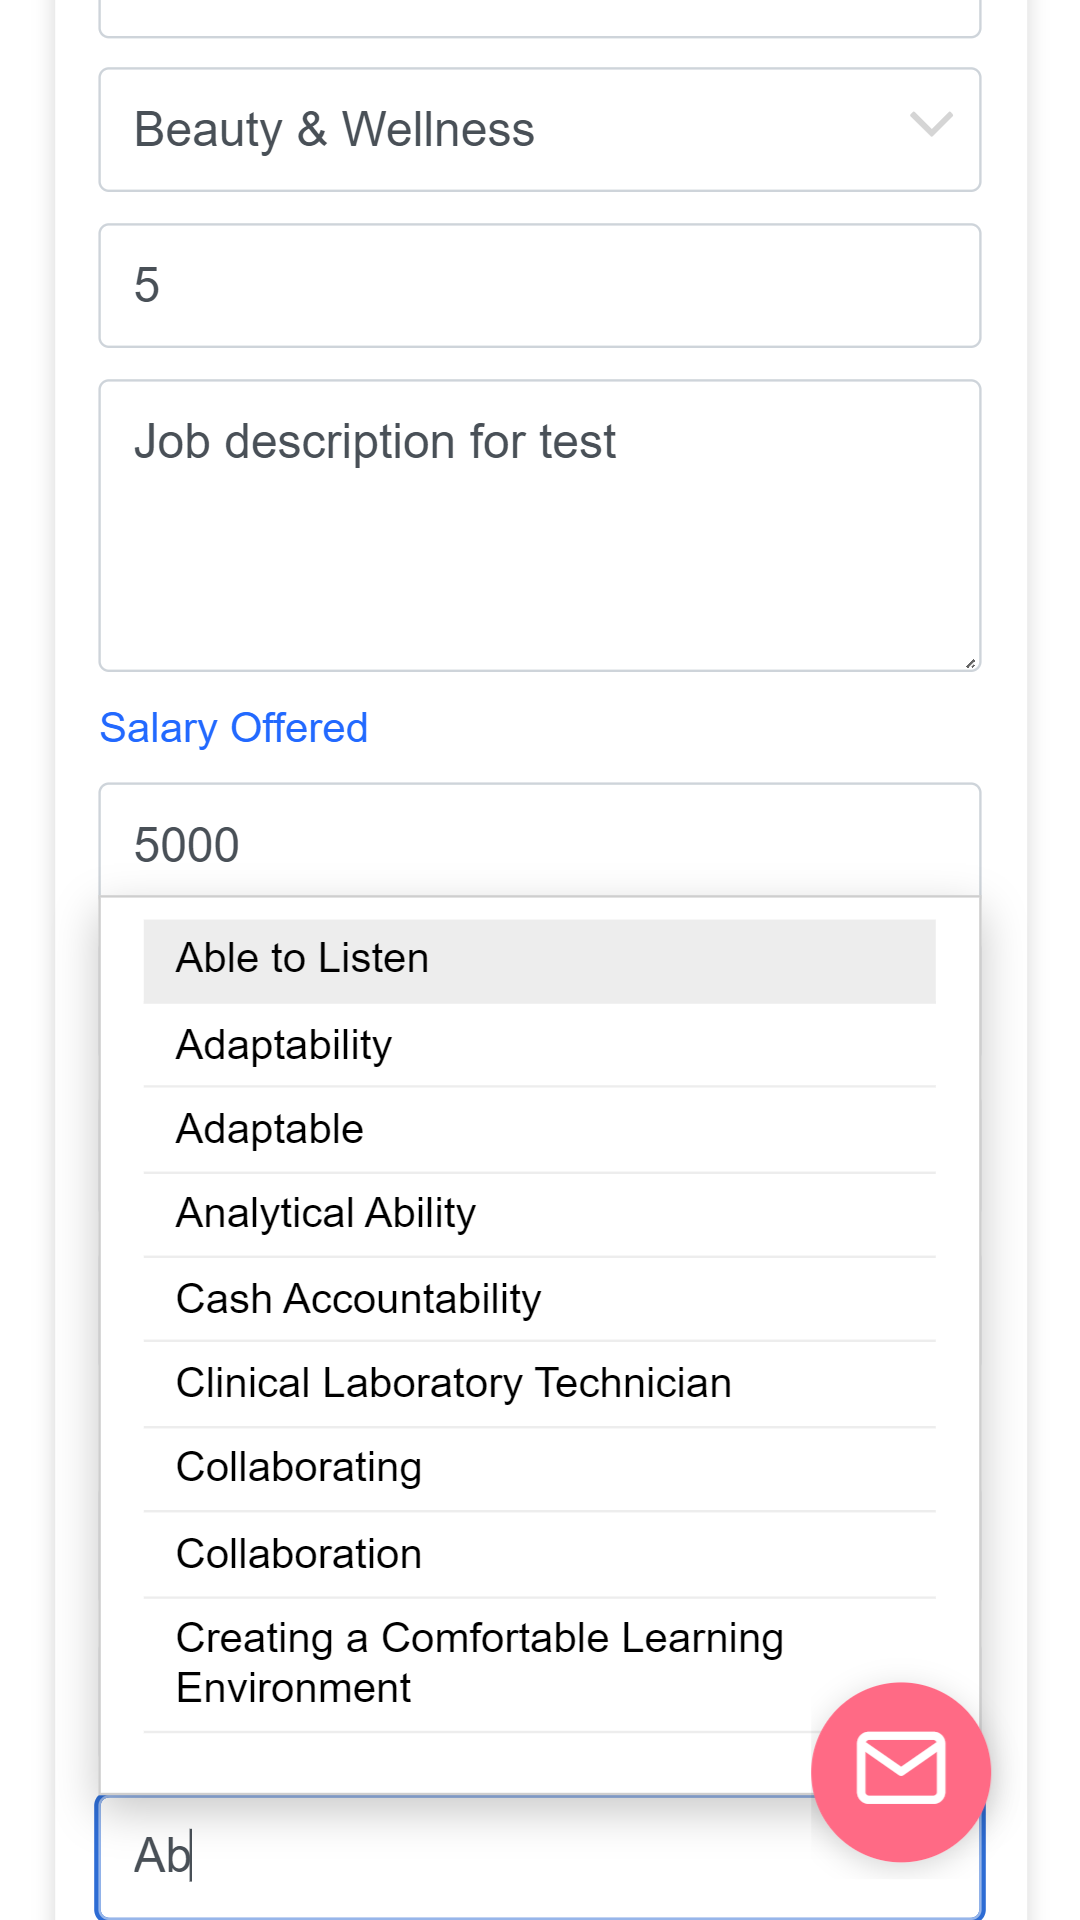 Beauty & Wellness
5
Job description for test
Salary Offered
5000
Able to Listen
Adaptability
Adaptable
Analytical Ability
Cash Accountability
Clinical Laboratory Technician
Collaborating
Collaboration
Creating a Comfortable Learning
Environment
Ab